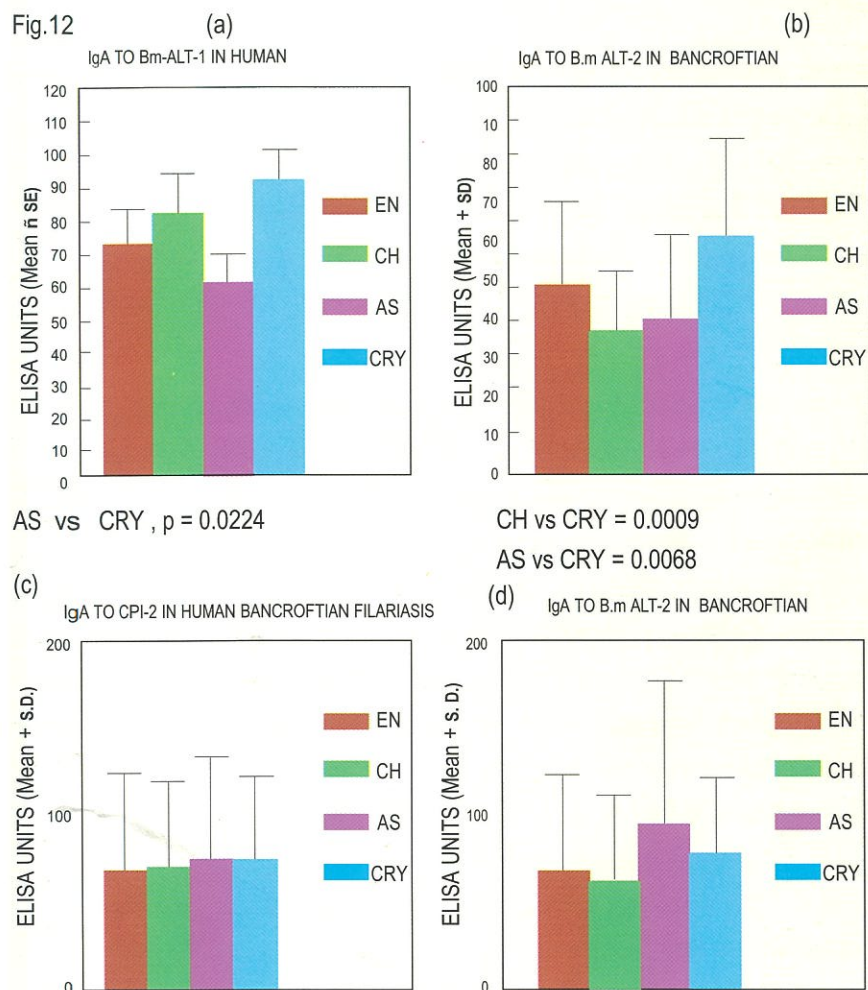 Fig.12
(a)
IgA TO Bm-ALT-1 IN HUMAN
ELISA UNITS (Mean ñ SE)
120
110
100
90
80
70
60
50
40
30
20
10
0
EN
CH
AS
CRY
AS vs CRY , p = 0.0224
(b)
IgA TO B.m ALT-2 IN BANCROFTIAN
ELISA UNITS (Mean + SD)
100
10
80
70
60
50
40
30
20
10
0
EN
CH
AS
CRY
CH vs CRY = 0.0009
AS vs CRY = 0.0068
(c)
IgA TO CPI-2 IN HUMAN BANCROFTIAN FILARIASIS
ELISA UNITS (Mean + S.D.)
200
100
0
EN
CH
AS
CRY
(d)
IgA TO B.m ALT-2 IN BANCROFTIAN
ELISA UNITS (Mean + S. D.)
200
100
0
EN
CH
AS
CRY